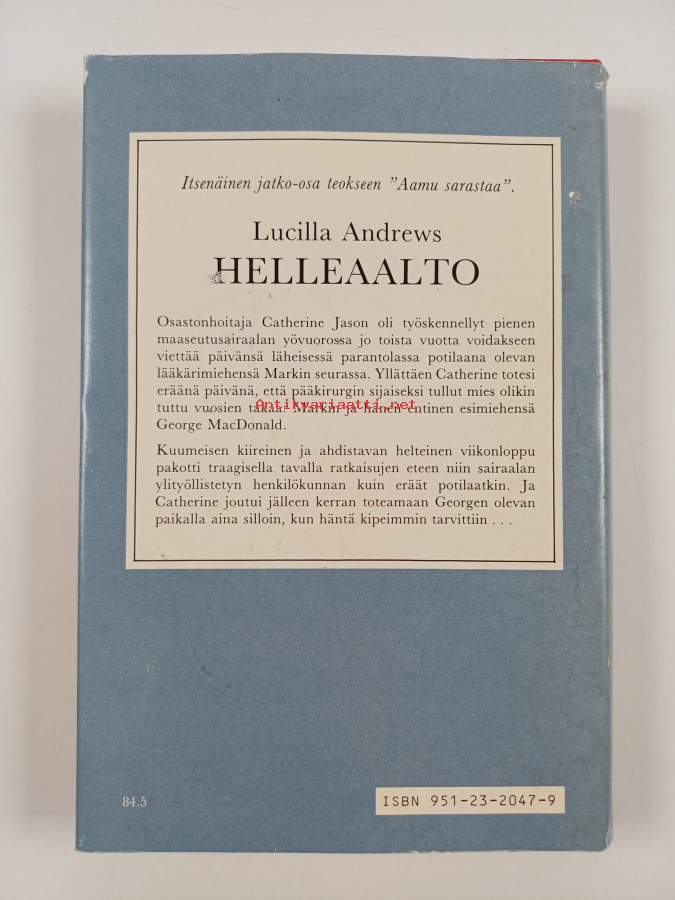 Itsenäinen jatko-osa teokseen ”Aamu sarastaa”.
Lucilla Andrews
HELLEAALTO
Osastonhoitaja Catherine Jason oli työskennellyt pienen
maaseutusairaalan yövuorossa jo toista vuotta voidakseen
viettää päivänsä läheisessä parantolassa potilaana olevan
lääkärimiehensä Markin seurassa. Yllättäen Catherine totesi
eräänä päivänä, että pääkirurgin sijaiseksi tullut mies olikin
tuttu vuosien takaa: Markin ja hänen entinen esimiehensä
Antikvariaatti.net
George MacDonald.
Kuumeisen kiireinen ja ahdistavan helteinen viikonloppu
pakotti traagisella tavalla ratkaisujen eteen niin sairaalan
ylityöllistetyn henkilökunnan kuin eräät potilaatkin. Ja
Catherine joutui jälleen kerran toteamaan Georgen olevan
paikalla aina silloin, kun häntä kipeimmin tarvittiin . . .
84.5
ISBN 951-23-2047-9